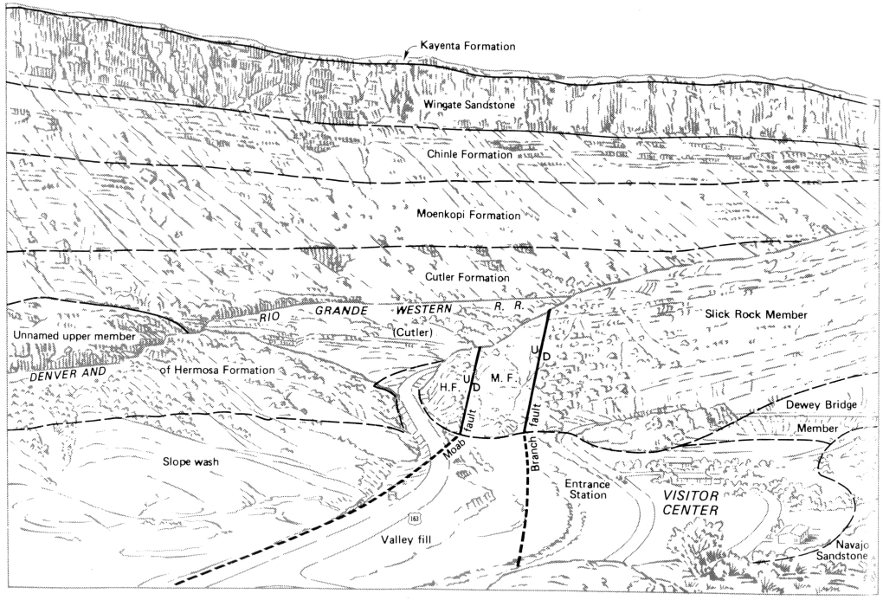 Kayenta Formation
Wingate Sandstone
Chinle Formation
Moenkopi Formation
Cutler Formation
RIO GRANDE WESTERN R. R.
(Cutler)
Slick Rock Member
Unnamed upper member
DENVER AND
of Hermosa Formation
H.F.
U
D
M. F.
U
D
Moab fault
Branch fault
Dewey Bridge
Member
Slope wash
Entrance
Station
VISITOR
CENTER
163
Valley fill
Navajo
Sandstone